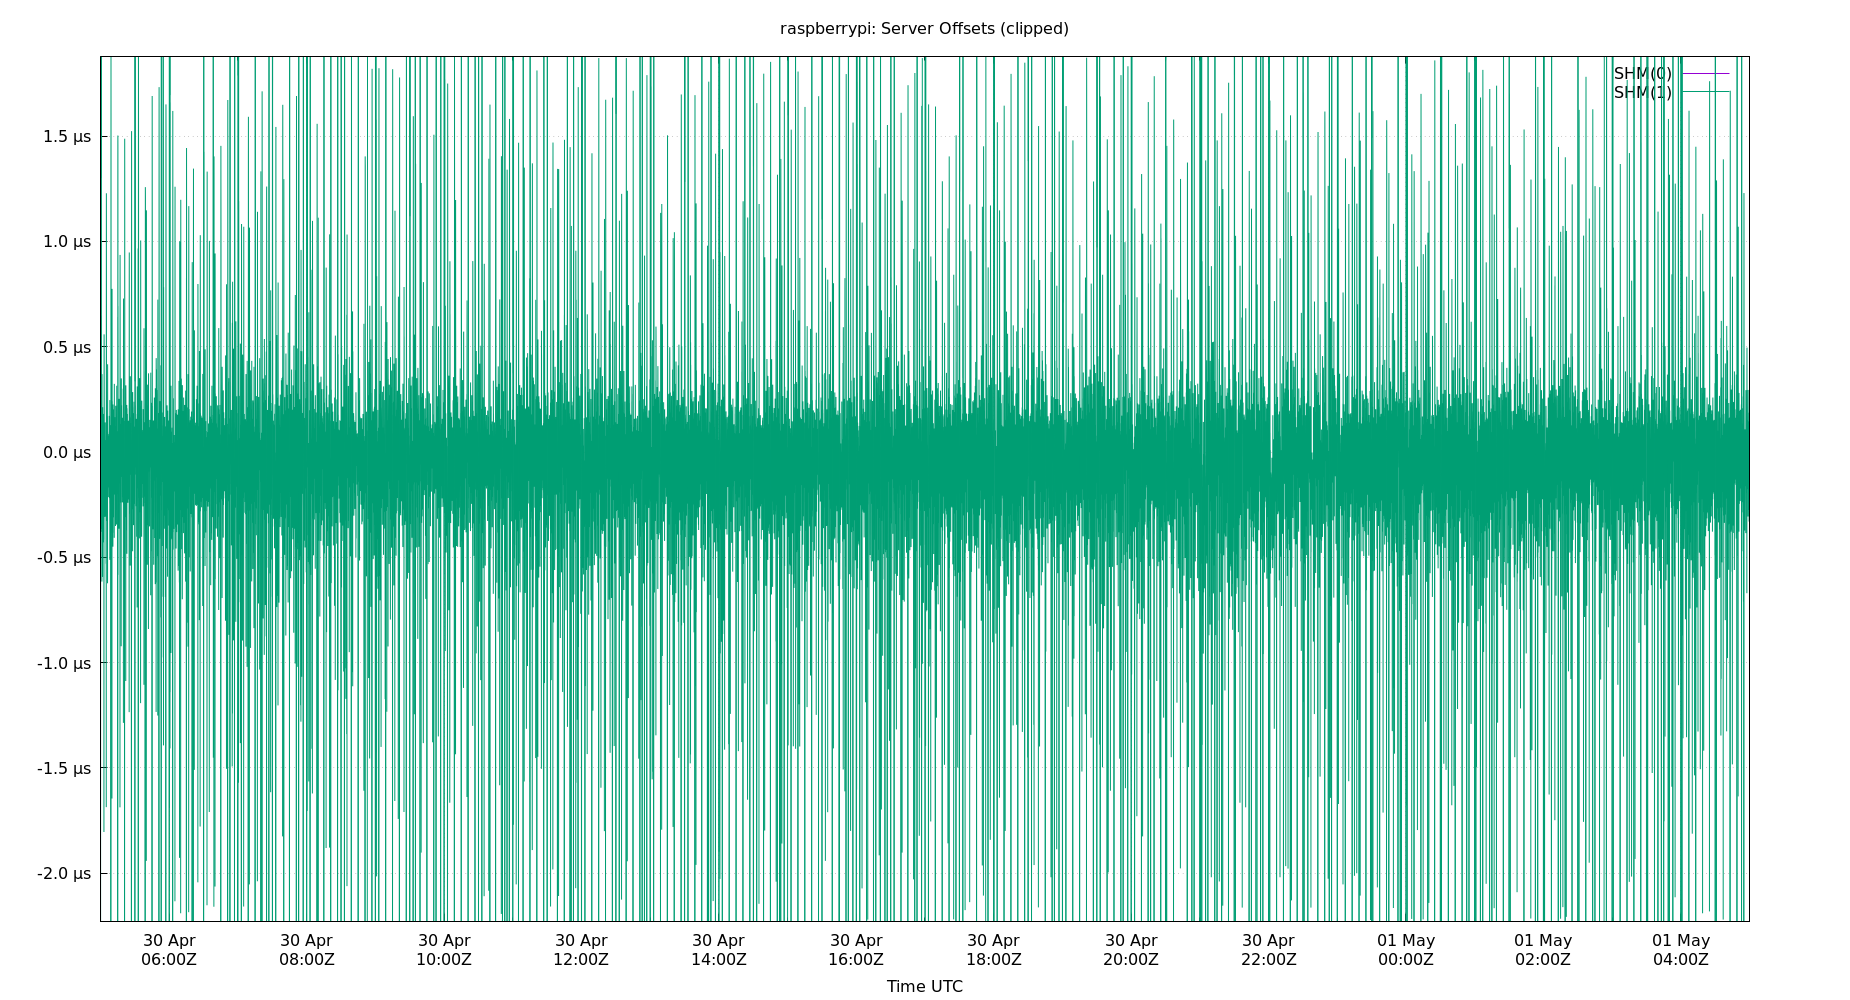 raspberrypi: Server Offsets (clipped)
SHM(0)
SHM(1)
1.5 µs
1.0 µs
0.5 µs
0.0 µs
-0.5 µs
-1.0 µs
-1.5 µs
-2.0 µs
30 Apr 30 Apr 30 Apr 30 Apr 30 Apr 30 Apr 30 Apr 30 Apr 30 Apr 01 May 01 May 01 May
06:00Z 08:00Z 10:00Z 12:00Z 14:00Z 16:00Z 18:00Z 20:00Z 22:00Z 00:00Z 02:00Z 04:00Z
Time UTC